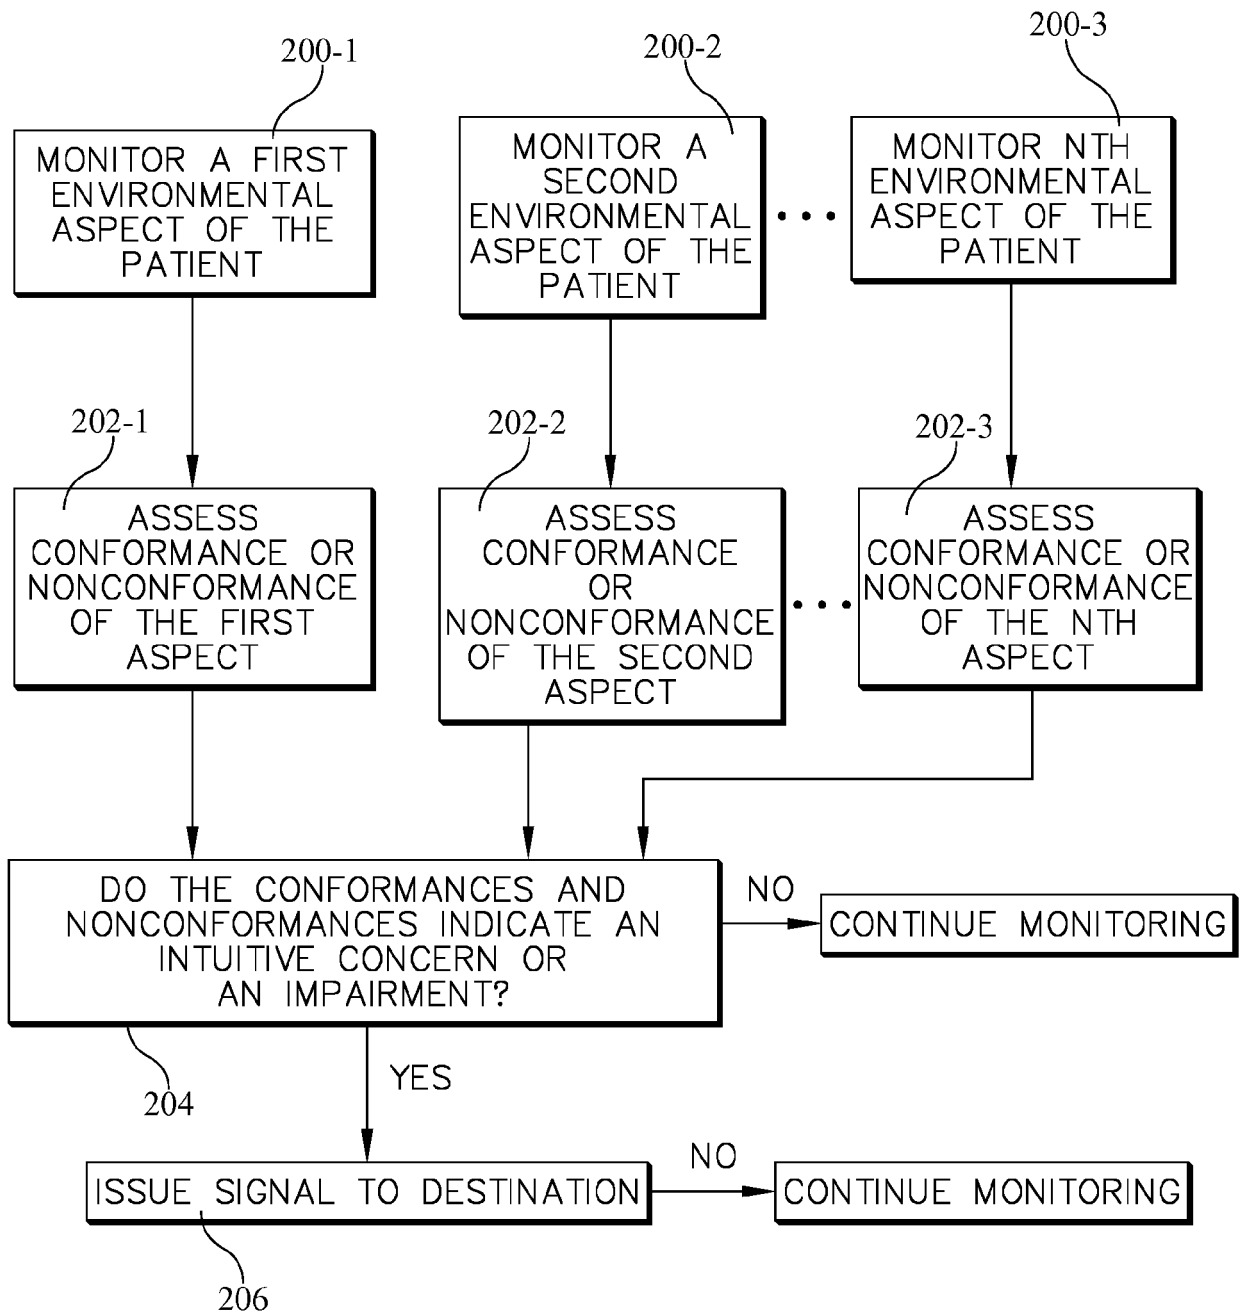 200-1
200-2
200-3
MONITOR A FIRST
ENVIRONMENTAL
ASPECT OF THE
PATIENT
MONITOR A
SECOND
ENVIRONMENTAL
ASPECT OF THE
PATIENT
MONITOR NTH
ENVIRONMENTAL
ASPECT OF THE
PATIENT
202-1
202-2
202-3
ASSESS
CONFORMANCE OR
NONCONFORMANCE
OF THE FIRST
ASPECT
ASSESS
CONFORMANCE
OR
NONCONFORMANCE
OF THE SECOND
ASPECT
ASSESS
CONFORMANCE OR
NONCONFORMANCE
OF THE NTH
ASPECT
DO THE CONFORMANCES AND
NONCONFORMANCES INDICATE AN
INTUITIVE CONCERN OR
AN IMPAIRMENT?
NO
CONTINUE MONITORING
204
YES
ISSUE SIGNAL TO DESTINATION
NO
CONTINUE MONITORING
206